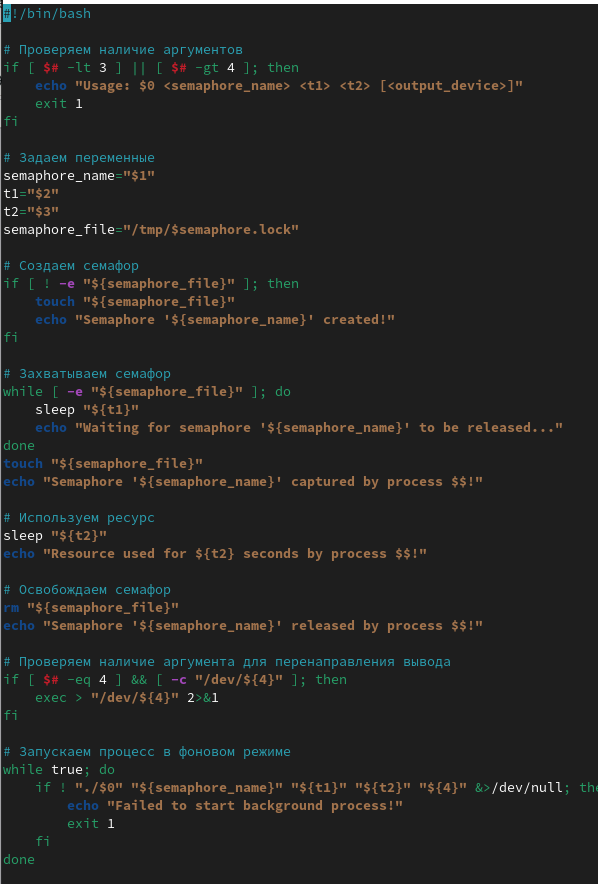 #!/bin/bash
# Проверяем наличие аргументов
if [ $# -lt 3 ] || [ $# -gt 4 ]; then
    echo "Usage: $0 <semaphore_name> <t1> <t2> [<output_device>]"
    exit 1
fi
# Задаем переменные
semaphore_name="$1"
t1="$2"
t2="$3"
semaphore_file="/tmp/$semaphore.lock"
# Создаем семафор
if [ ! -e "${semaphore_file}" ]; then
    touch "${semaphore_file}"
    echo "Semaphore '${semaphore_name}' created!"
fi
# Захватываем семафор
while [ -e "${semaphore_file}" ]; do
    sleep "${t1}"
    echo "Waiting for semaphore '${semaphore_name}' to be released..."
done
touch "${semaphore_file}"
echo "Semaphore '${semaphore_name}' captured by process $$!"
# Используем ресурс
sleep "${t2}"
echo "Resource used for ${t2} seconds by process $$!"
# Освобождаем семафор
rm "${semaphore_file}"
echo "Semaphore '${semaphore_name}' released by process $$!"
# Проверяем наличие аргумента для перенаправления вывода
if [ $# -eq 4 ] && [ -c "/dev/${4}" ]; then
    exec > "/dev/${4}" 2>&1
fi
# Запускаем процесс в фоновом режиме
while true; do
    if ! "./$0" "${semaphore_name}" "${t1}" "${t2}" "${4}" &>/dev/null; the
        echo "Failed to start background process!"
        exit 1
    fi
done